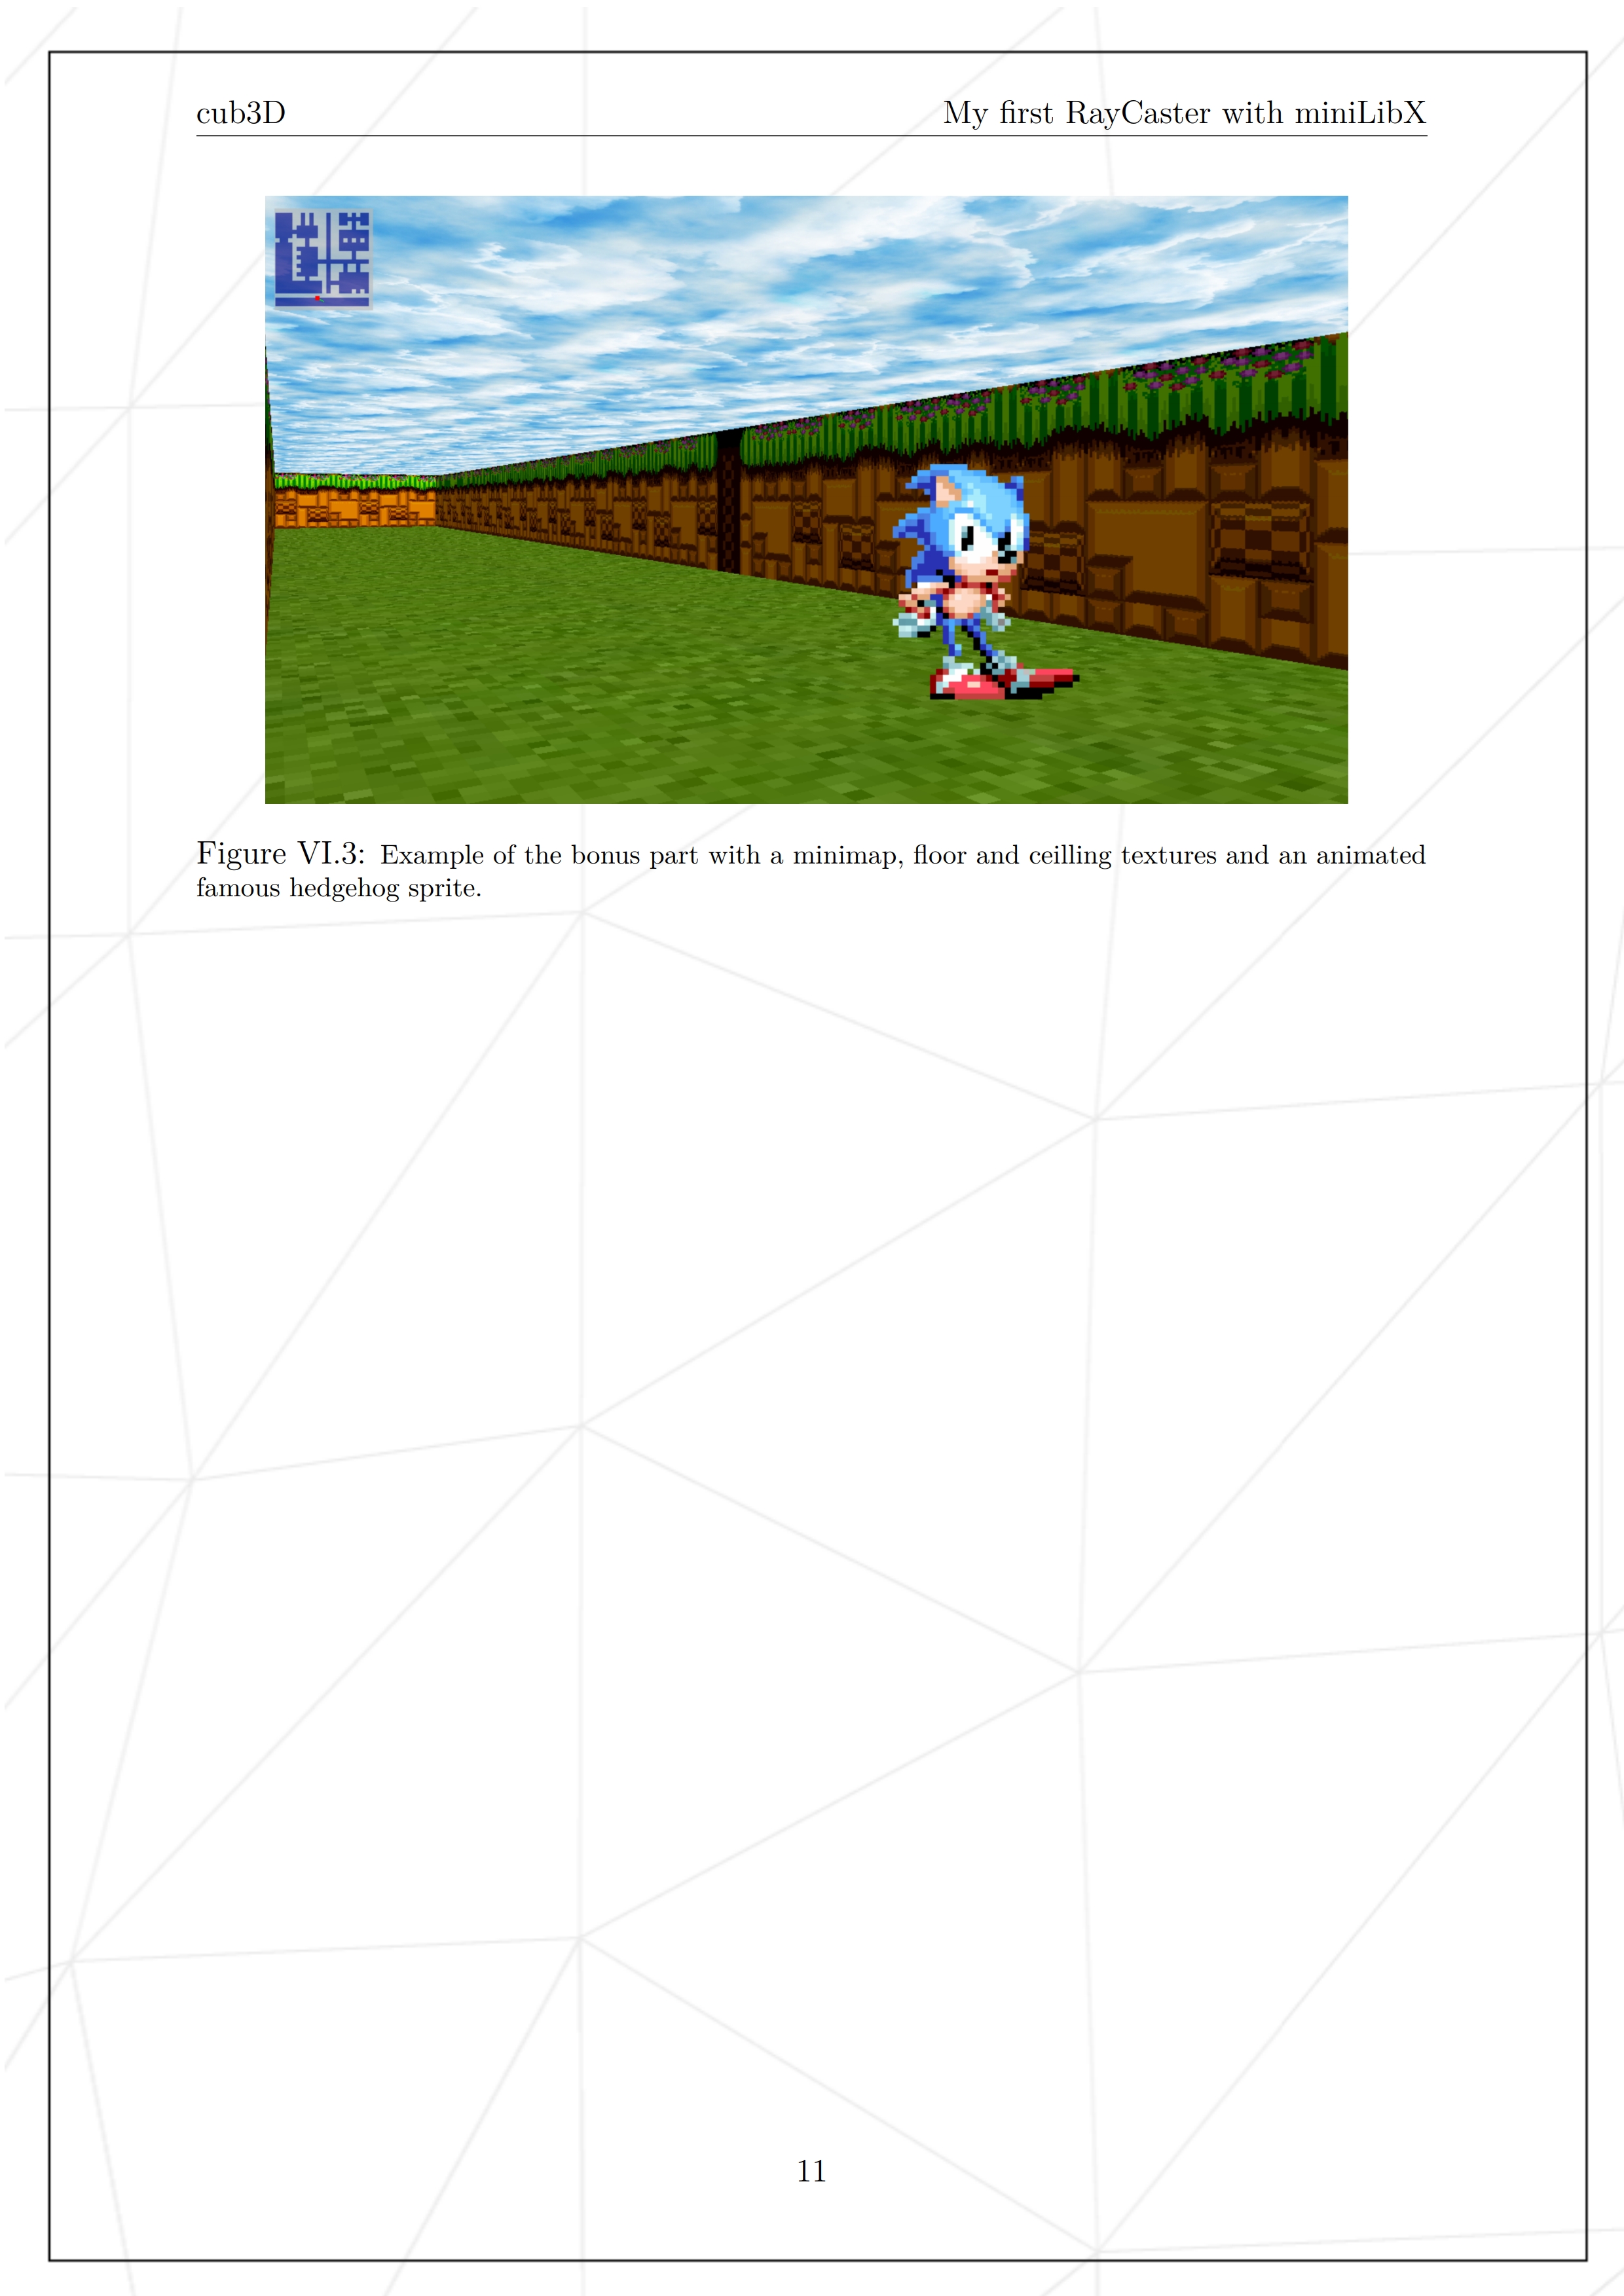 cub3D
My first RayCaster with miniLibX
Figure VI.3: Example of the bonus part with a minimap, floor and ceilling textures and an animated
famous hedgehog sprite.
11